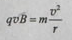 qvB = m v²/r